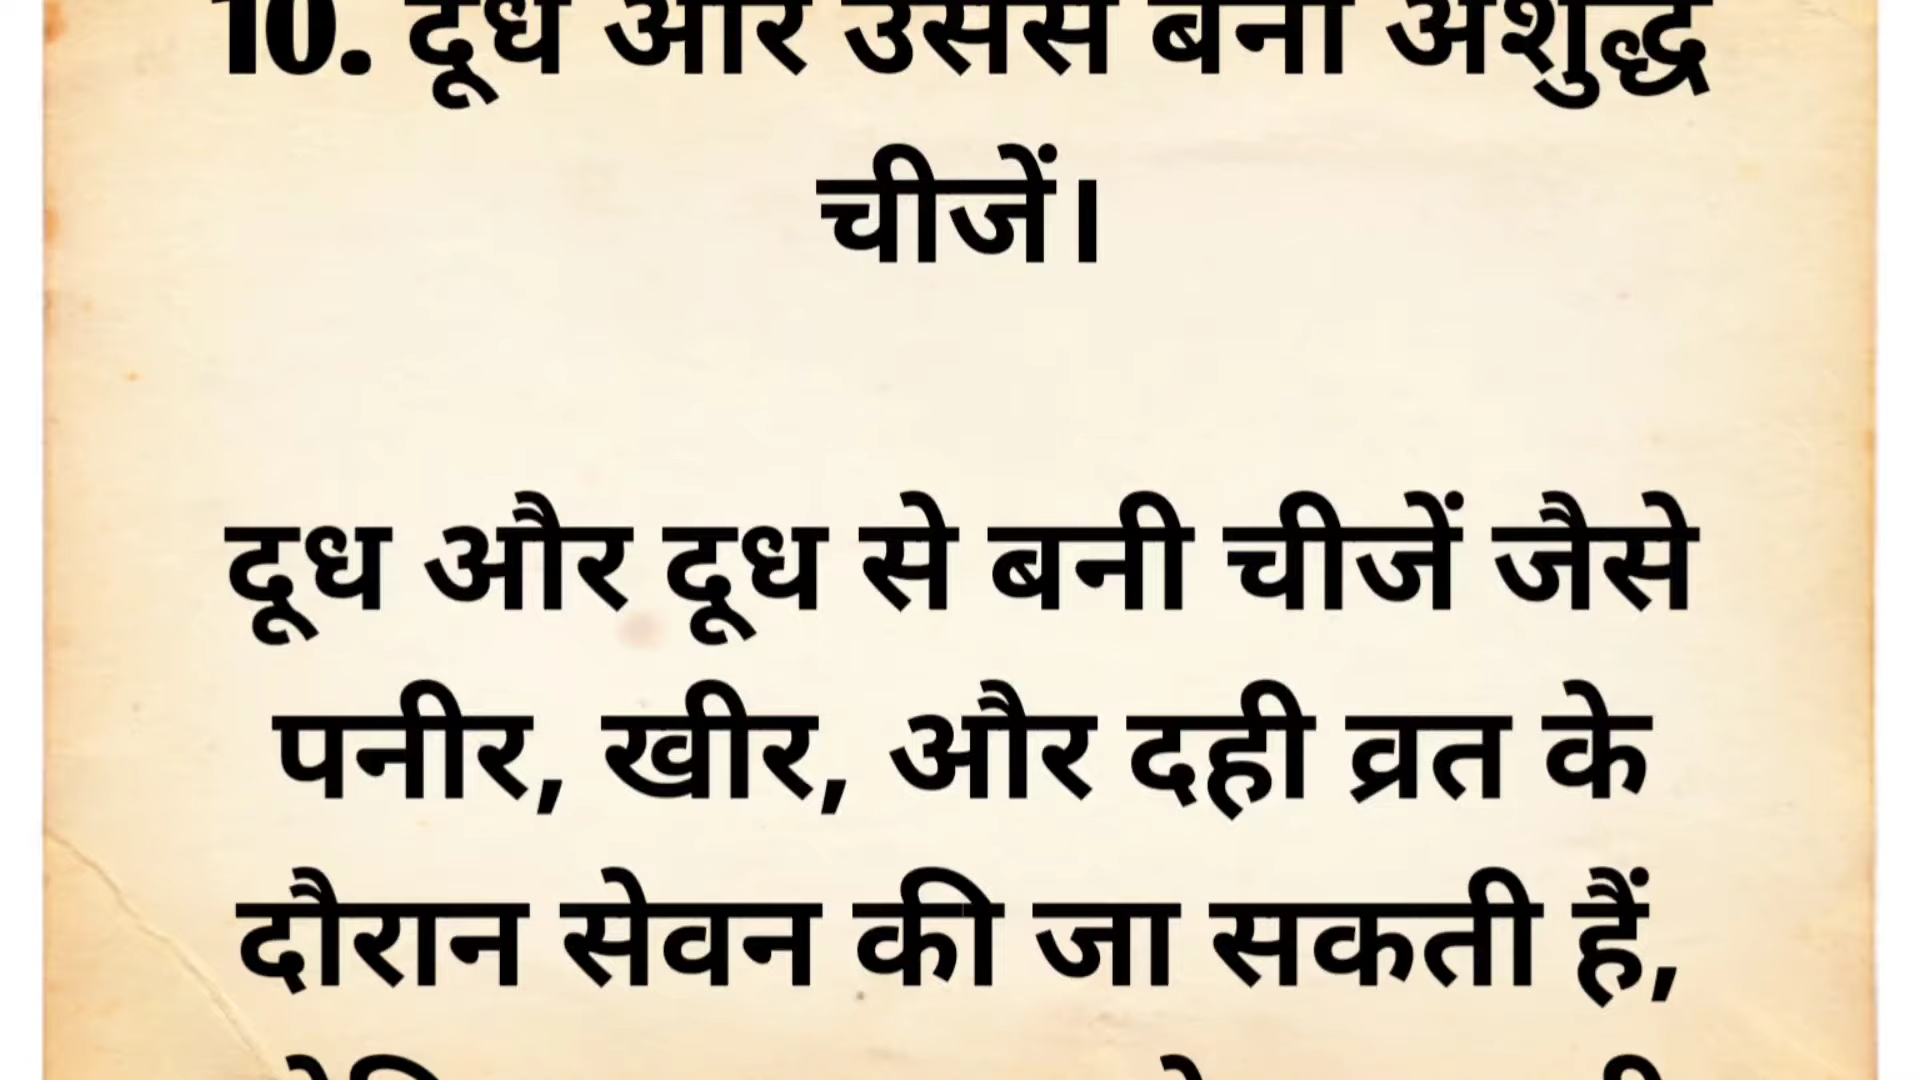 10. दूध और उससे बनी अशुद्ध
चीजें।
दूध और दूध से बनी चीजें जैसे
पनीर, खीर, और दही व्रत के
दौरान सेवन की जा सकती हैं,